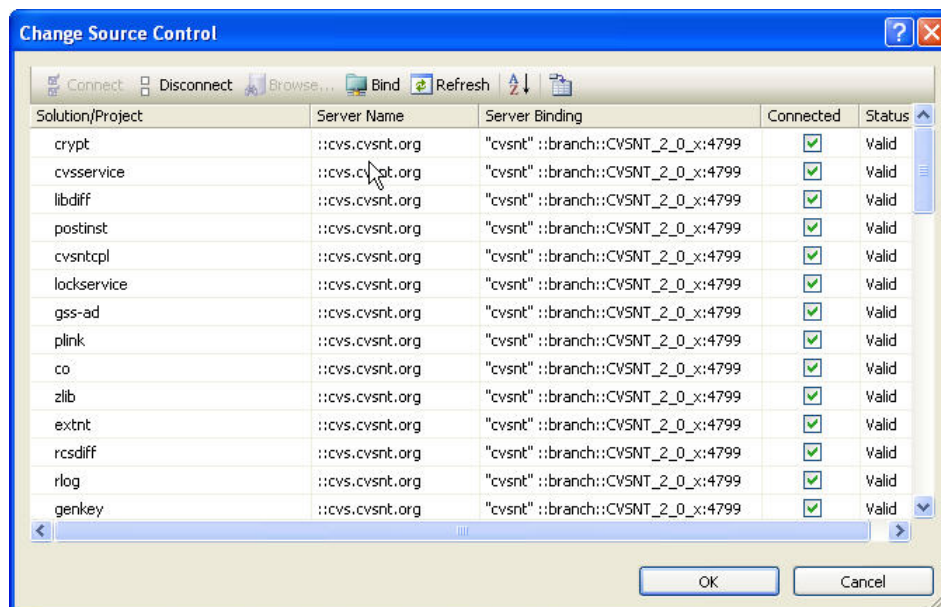 Change Source Control
Connect Disconnect Browse... Bind Refresh
Solution/Project Server Name Server Binding Connected Status
crypt ::cvs.cvsnt.org "cvsnt" ::branch::CVSNT_2_0_x:4799 Valid
cvsservice ::cvs.cvsnt.org "cvsnt" ::branch::CVSNT_2_0_x:4799 Valid
libdiff ::cvs.cvsnt.org "cvsnt" ::branch::CVSNT_2_0_x:4799 Valid
postinst ::cvs.cvsnt.org "cvsnt" ::branch::CVSNT_2_0_x:4799 Valid
cvsntcpl ::cvs.cvsnt.org "cvsnt" ::branch::CVSNT_2_0_x:4799 Valid
lockservice ::cvs.cvsnt.org "cvsnt" ::branch::CVSNT_2_0_x:4799 Valid
gss-ad ::cvs.cvsnt.org "cvsnt" ::branch::CVSNT_2_0_x:4799 Valid
plink ::cvs.cvsnt.org "cvsnt" ::branch::CVSNT_2_0_x:4799 Valid
co ::cvs.cvsnt.org "cvsnt" ::branch::CVSNT_2_0_x:4799 Valid
zlib ::cvs.cvsnt.org "cvsnt" ::branch::CVSNT_2_0_x:4799 Valid
extnt ::cvs.cvsnt.org "cvsnt" ::branch::CVSNT_2_0_x:4799 Valid
rcsdiff ::cvs.cvsnt.org "cvsnt" ::branch::CVSNT_2_0_x:4799 Valid
rlog ::cvs.cvsnt.org "cvsnt" ::branch::CVSNT_2_0_x:4799 Valid
genkey ::cvs.cvsnt.org "cvsnt" ::branch::CVSNT_2_0_x:4799 Valid
OK Cancel